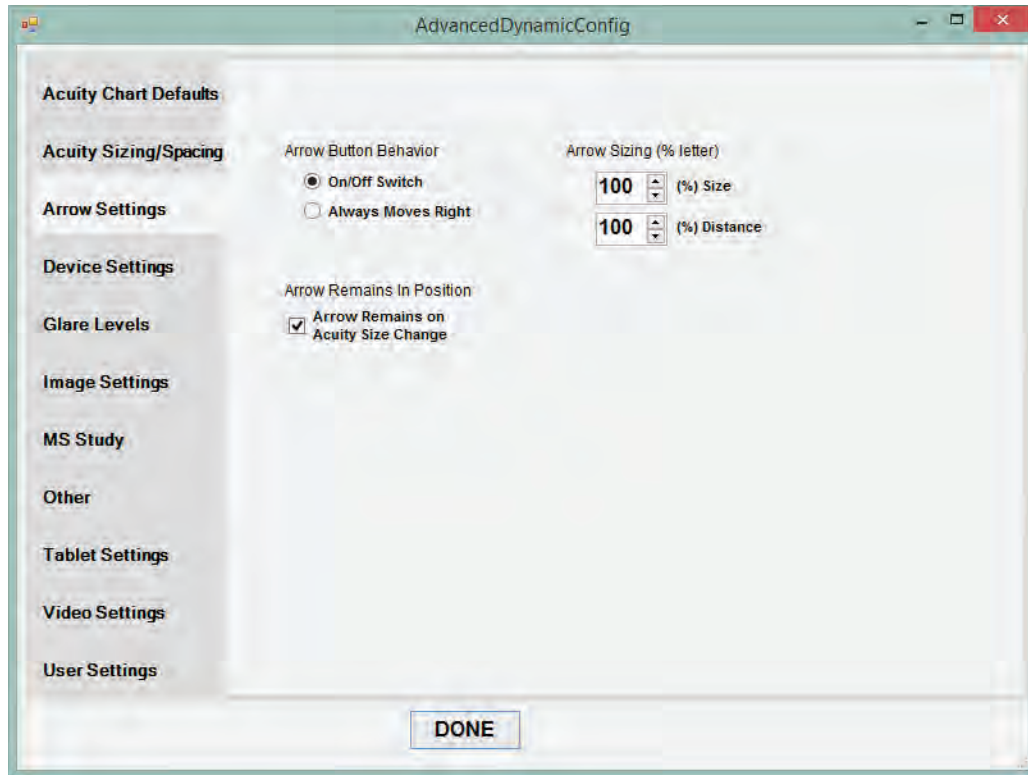 AdvancedDynamicConfig
Acuity Chart Defaults
Acuity Sizing/Spacing
Arrow Settings
Device Settings
Glare Levels
Image Settings
MS Study
Other
Tablet Settings
Video Settings
User Settings
Arrow Button Behavior
On/Off Switch
Always Moves Right
Arrow Sizing (% letter)
100 (%) Size
100 (%) Distance
Arrow Remains In Position
Arrow Remains on
Acuity Size Change
DONE